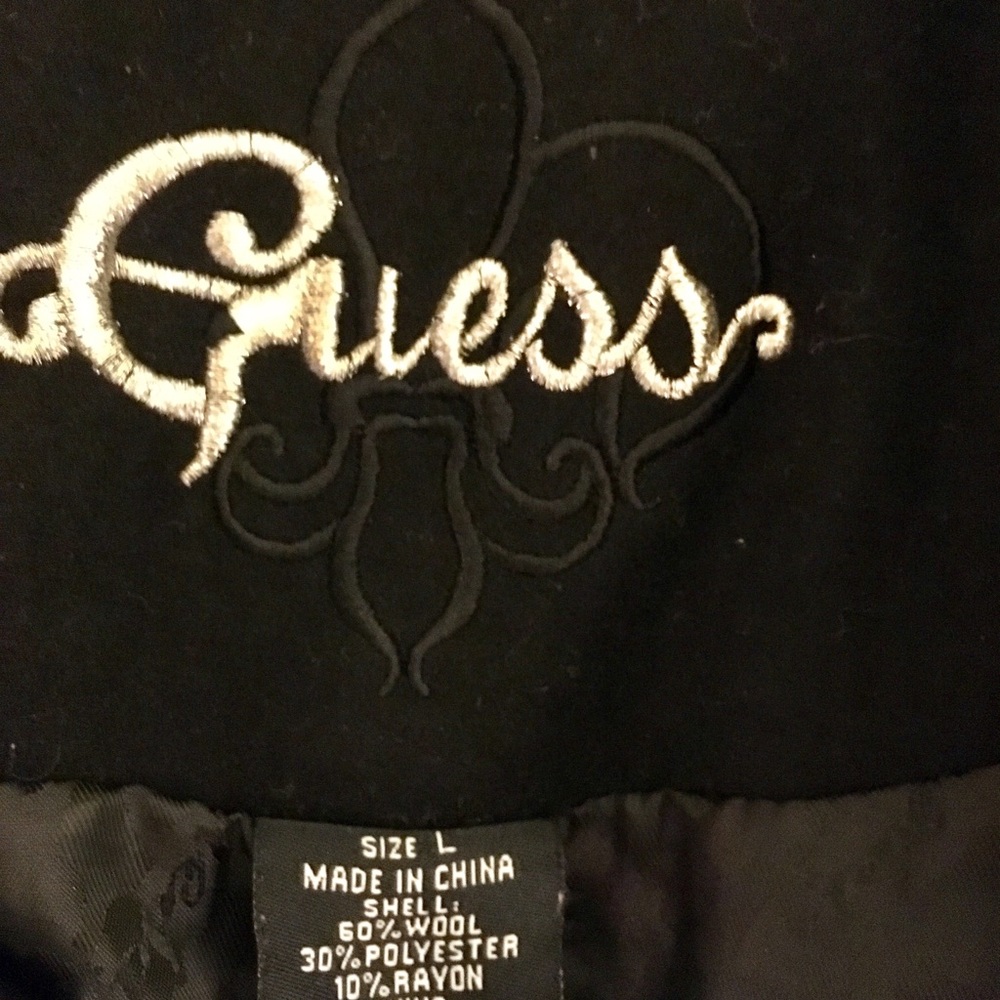 Guess
SIZE L
MADE IN CHINA
SHELL:
60% WOOL
30% POLYESTER
10% RAYON